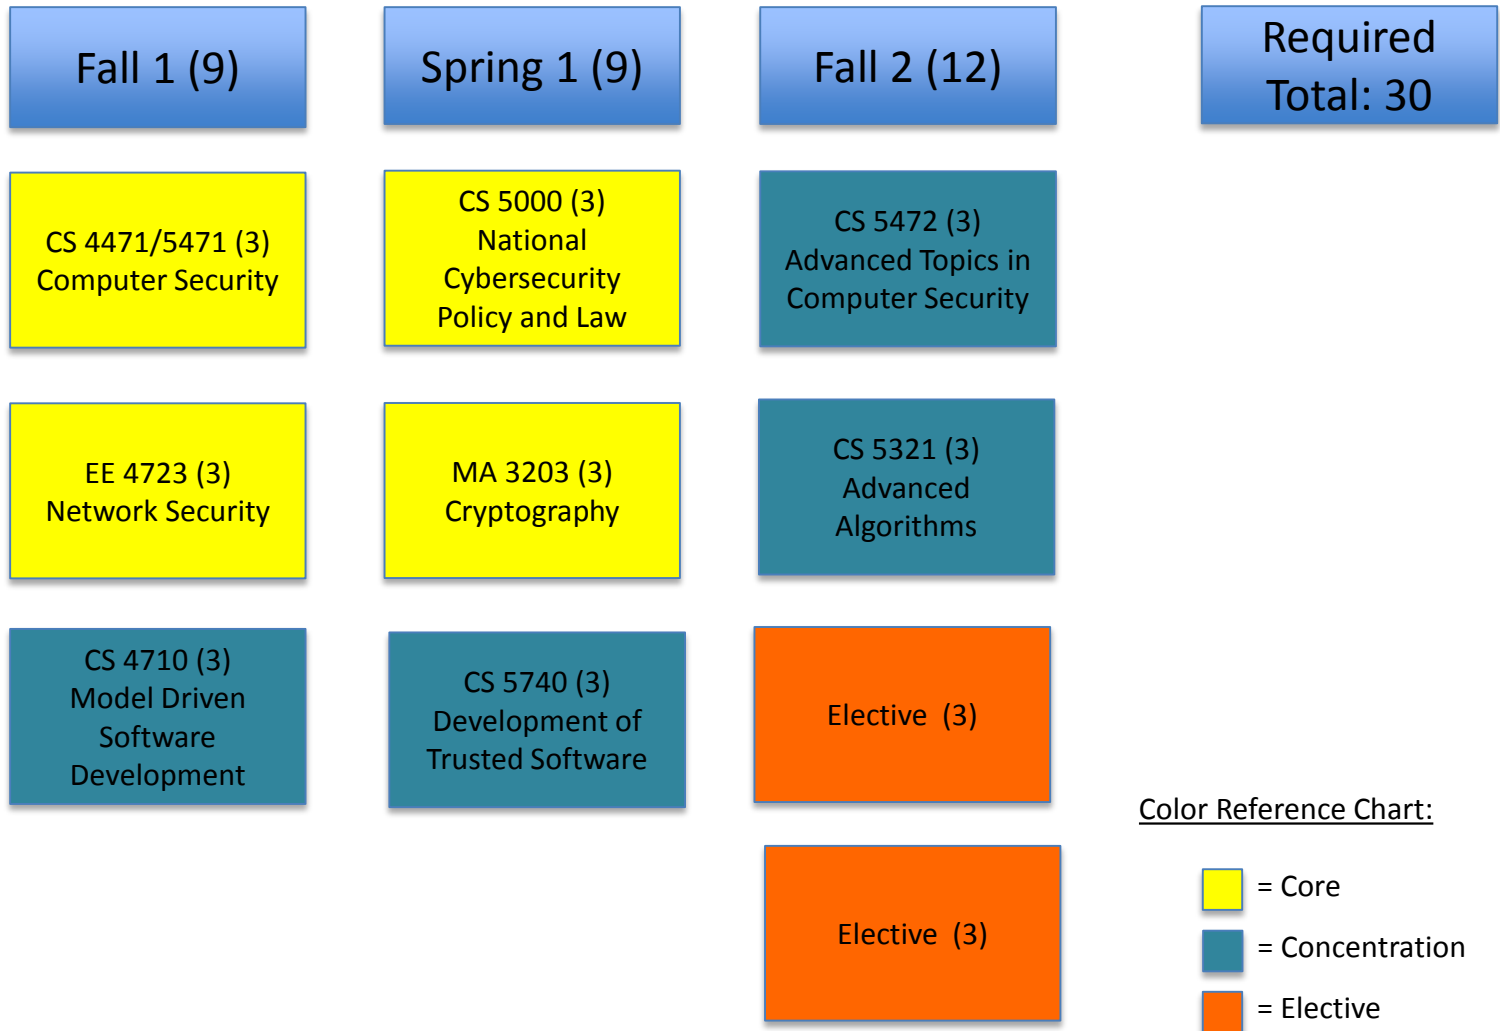 Fall 1 (9)
Spring 1 (9)
Fall 2 (12)
Required
Total: 30
CS 4471/5471 (3)
Computer Security
CS 5000 (3)
National
Cybersecurity
Policy and Law
CS 5472 (3)
Advanced Topics in
Computer Security
EE 4723 (3)
Network Security
MA 3203 (3)
Cryptography
CS 5321 (3)
Advanced
Algorithms
CS 4710 (3)
Model Driven
Software
Development
CS 5740 (3)
Development of
Trusted Software
Elective (3)
Elective (3)
Color Reference Chart:
= Core
= Concentration
= Elective